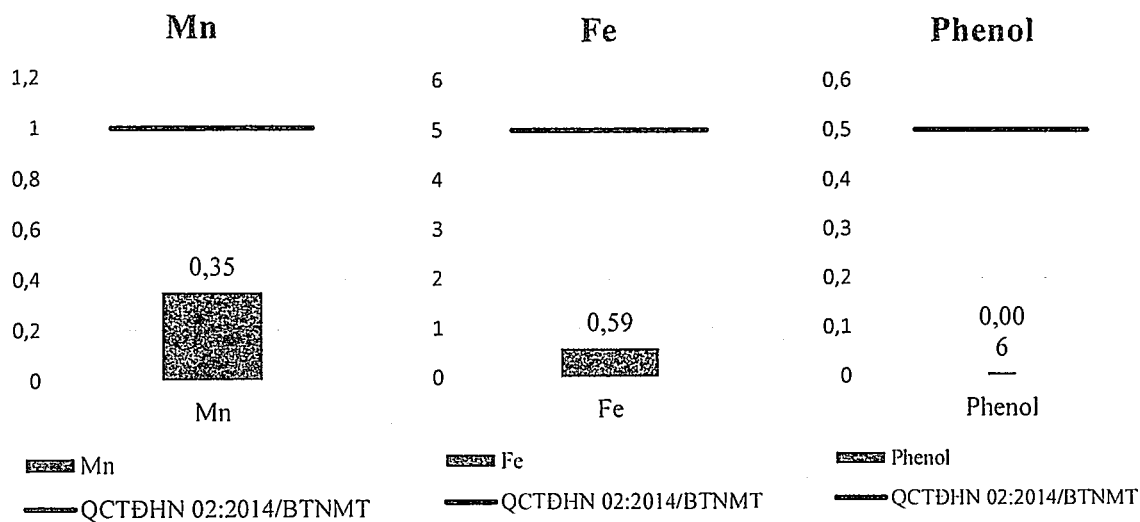 Mn
1,2
1
0,8
0,6
0,4
0,2
0
0,35
Mn
Mn
QCTĐHN 02:2014/BTNMT
Fe
6
5
4
3
2
1
0
0,59
Fe
Fe
QCTĐHN 02:2014/BTNMT
Phenol
0,6
0,5
0,4
0,3
0,2
0,1
0
0,00
6
Phenol
Phenol
QCTĐHN 02:2014/BTNMT